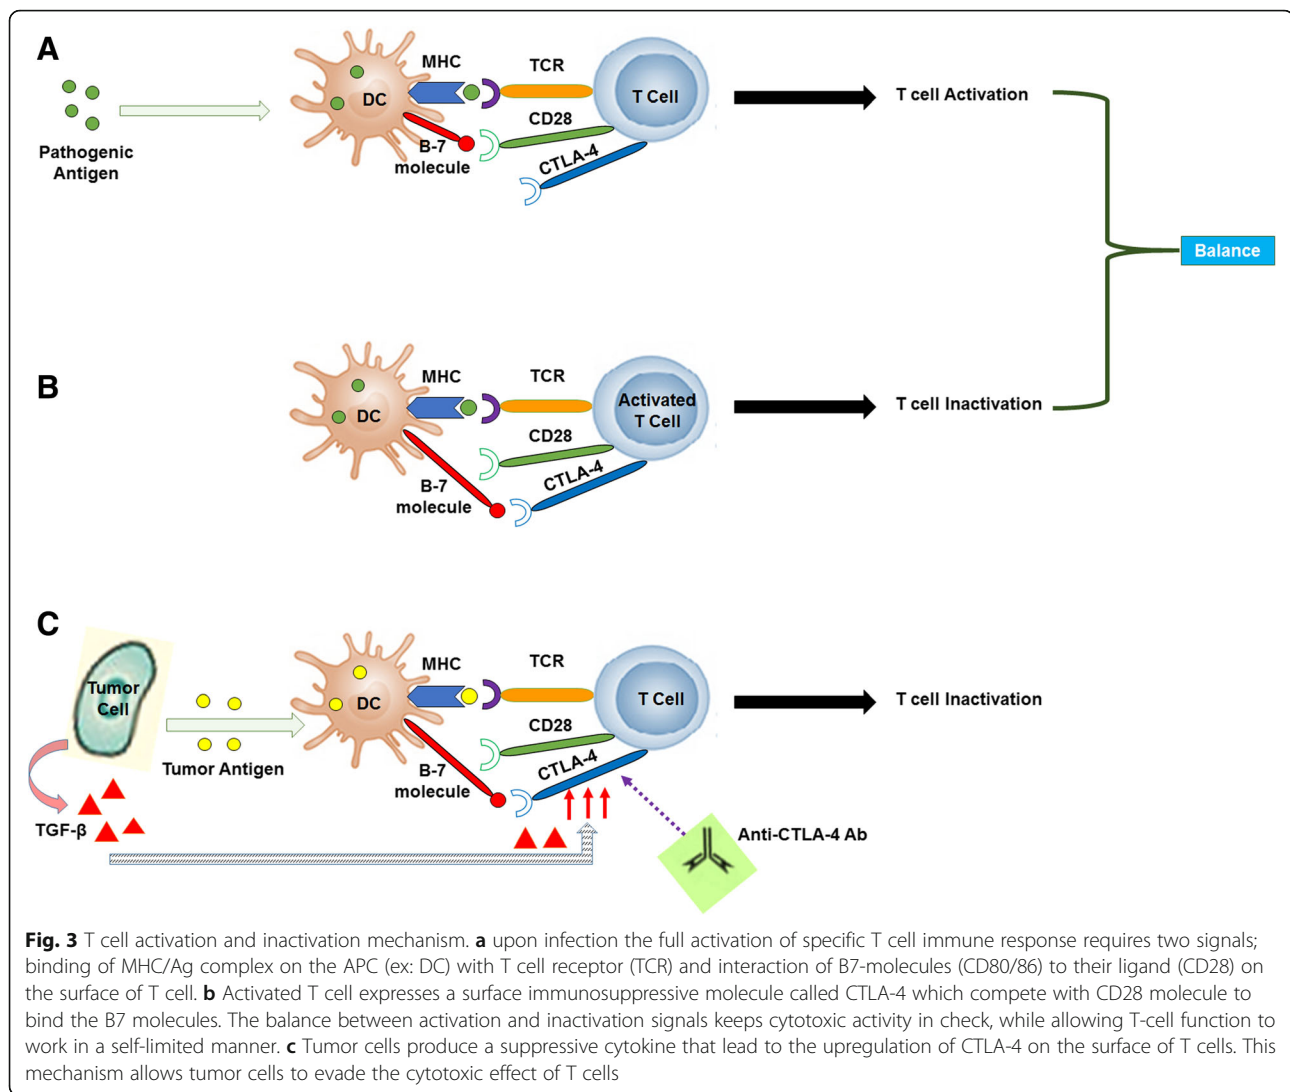 A
Pathogenic
Antigen
DC
MHC
TCR
T Cell
B-7
molecule
CD28
CTLA-4
T cell Activation
Balance
B
DC
MHC
TCR
Activated
T Cell
CD28
B-7
molecule
CTLA-4
T cell Inactivation
C
Tumor
Cell
TGF-β
Tumor Antigen
DC
MHC
TCR
T Cell
CD28
B-7
molecule
CTLA-4
Anti-CTLA-4 Ab
T cell Inactivation
Fig. 3 T cell activation and inactivation mechanism. a upon infection the full activation of specific T cell immune response requires two signals;
binding of MHC/Ag complex on the APC (ex: DC) with T cell receptor (TCR) and interaction of B7-molecules (CD80/86) to their ligand (CD28) on
the surface of T cell. b Activated T cell expresses a surface immunosuppressive molecule called CTLA-4 which compete with CD28 molecule to
bind the B7 molecules. The balance between activation and inactivation signals keeps cytotoxic activity in check, while allowing T-cell function to
work in a self-limited manner. c Tumor cells produce a suppressive cytokine that lead to the upregulation of CTLA-4 on the surface of T cells. This
mechanism allows tumor cells to evade the cytotoxic effect of T cells